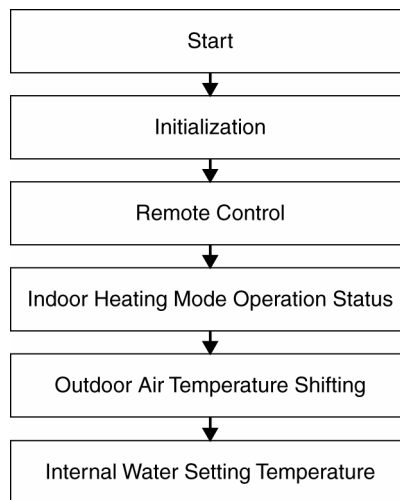 Start
Initialization
Remote Control
Indoor Heating Mode Operation Status
Outdoor Air Temperature Shifting
Internal Water Setting Temperature